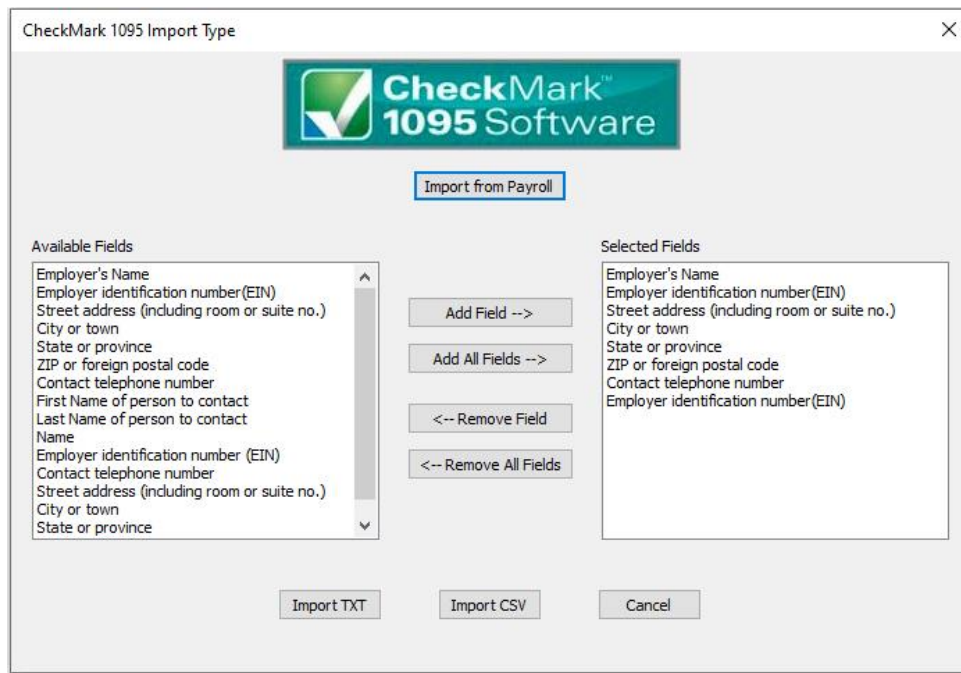 CheckMark 1095 Import Type
CheckMark™
1095 Software
Import from Payroll
Available Fields
Employer's Name
Employer identification number(EIN)
Street address (including room or suite no.)
City or town
State or province
ZIP or foreign postal code
Contact telephone number
First Name of person to contact
Last Name of person to contact
Name
Employer identification number (EIN)
Contact telephone number
Street address (including room or suite no.)
City or town
State or province
Add Field -->
Add All Fields -->
<-- Remove Field
<-- Remove All Fields
Selected Fields
Employer's Name
Employer identification number(EIN)
Street address (including room or suite no.)
City or town
State or province
ZIP or foreign postal code
Contact telephone number
Employer identification number(EIN)
Import TXT
Import CSV
Cancel